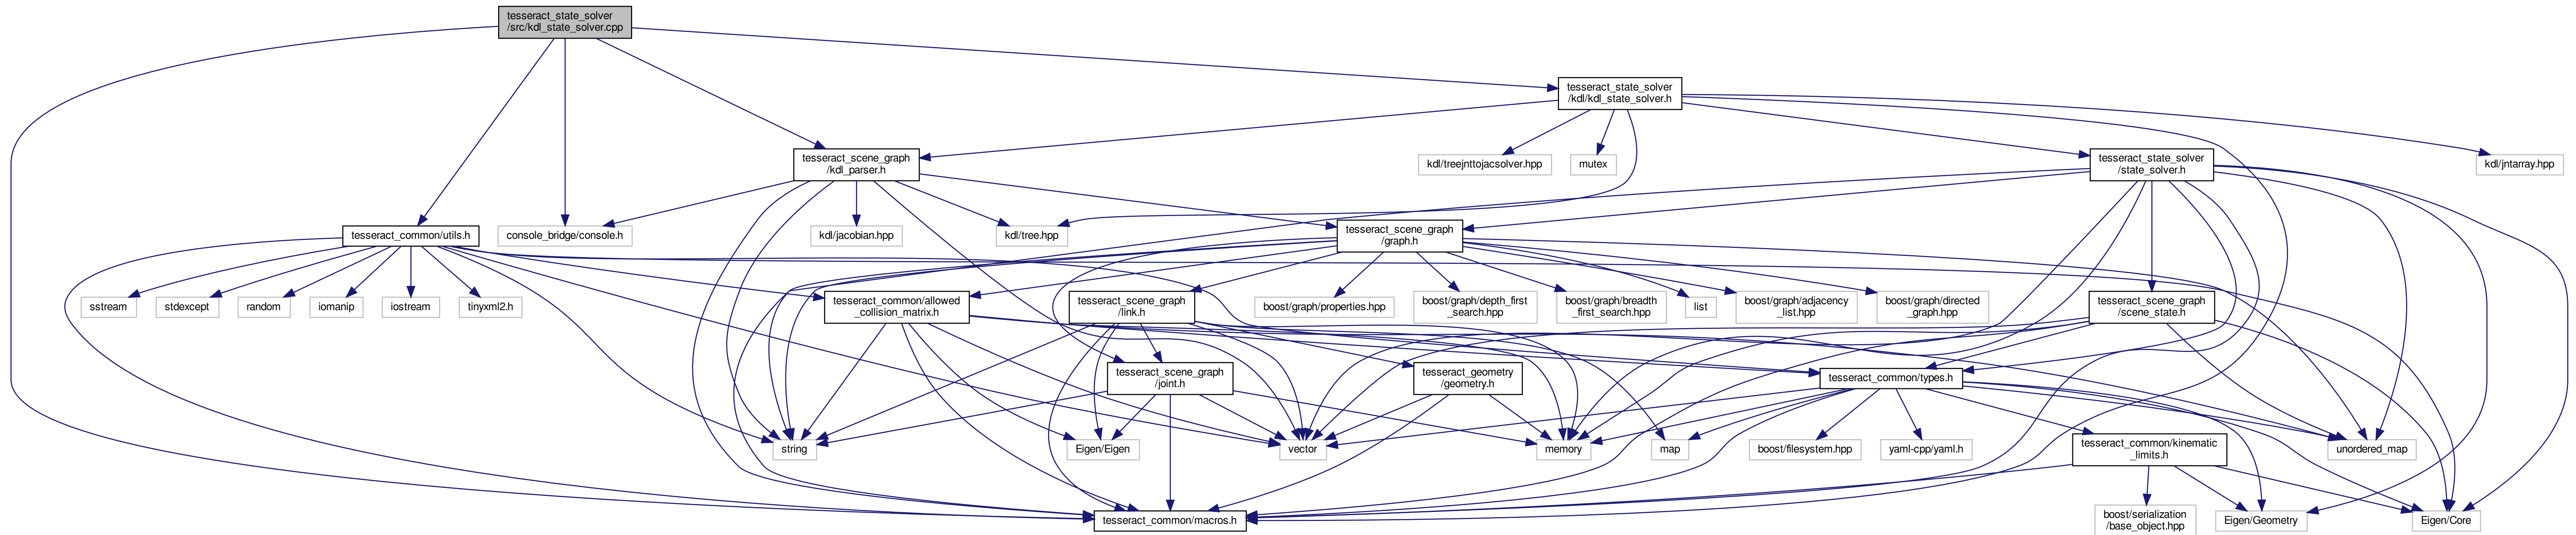 tesseract_state_solver
/src/kdl_state_solver.cpp
tesseract_state_solver
/kdl/kdl_state_solver.h
tesseract_scene_graph
/kdl_parser.h
kdl/treejnttojacsolver.hpp
mutex
tesseract_state_solver
/state_solver.h
kdl/jntarray.hpp
tesseract_common/utils.h
console_bridge/console.h
kdl/jacobian.hpp
kdl/tree.hpp
tesseract_scene_graph
/graph.h
sstream
stdexcept
random
iomanip
iostream
tinyxml2.h
tesseract_common/allowed
_collision_matrix.h
tesseract_scene_graph
/link.h
boost/graph/properties.hpp
boost/graph/depth_first
_search.hpp
boost/graph/breadth
_first_search.hpp
list
boost/graph/adjacency
_list.hpp
boost/graph/directed
_graph.hpp
tesseract_scene_graph
/scene_state.h
tesseract_scene_graph
/joint.h
tesseract_geometry
/geometry.h
tesseract_common/types.h
string
Eigen/Eigen
vector
memory
map
boost/filesystem.hpp
yaml-cpp/yaml.h
tesseract_common/kinematic
_limits.h
unordered_map
tesseract_common/macros.h
boost/serialization
/base_object.hpp
Eigen/Geometry
Eigen/Core